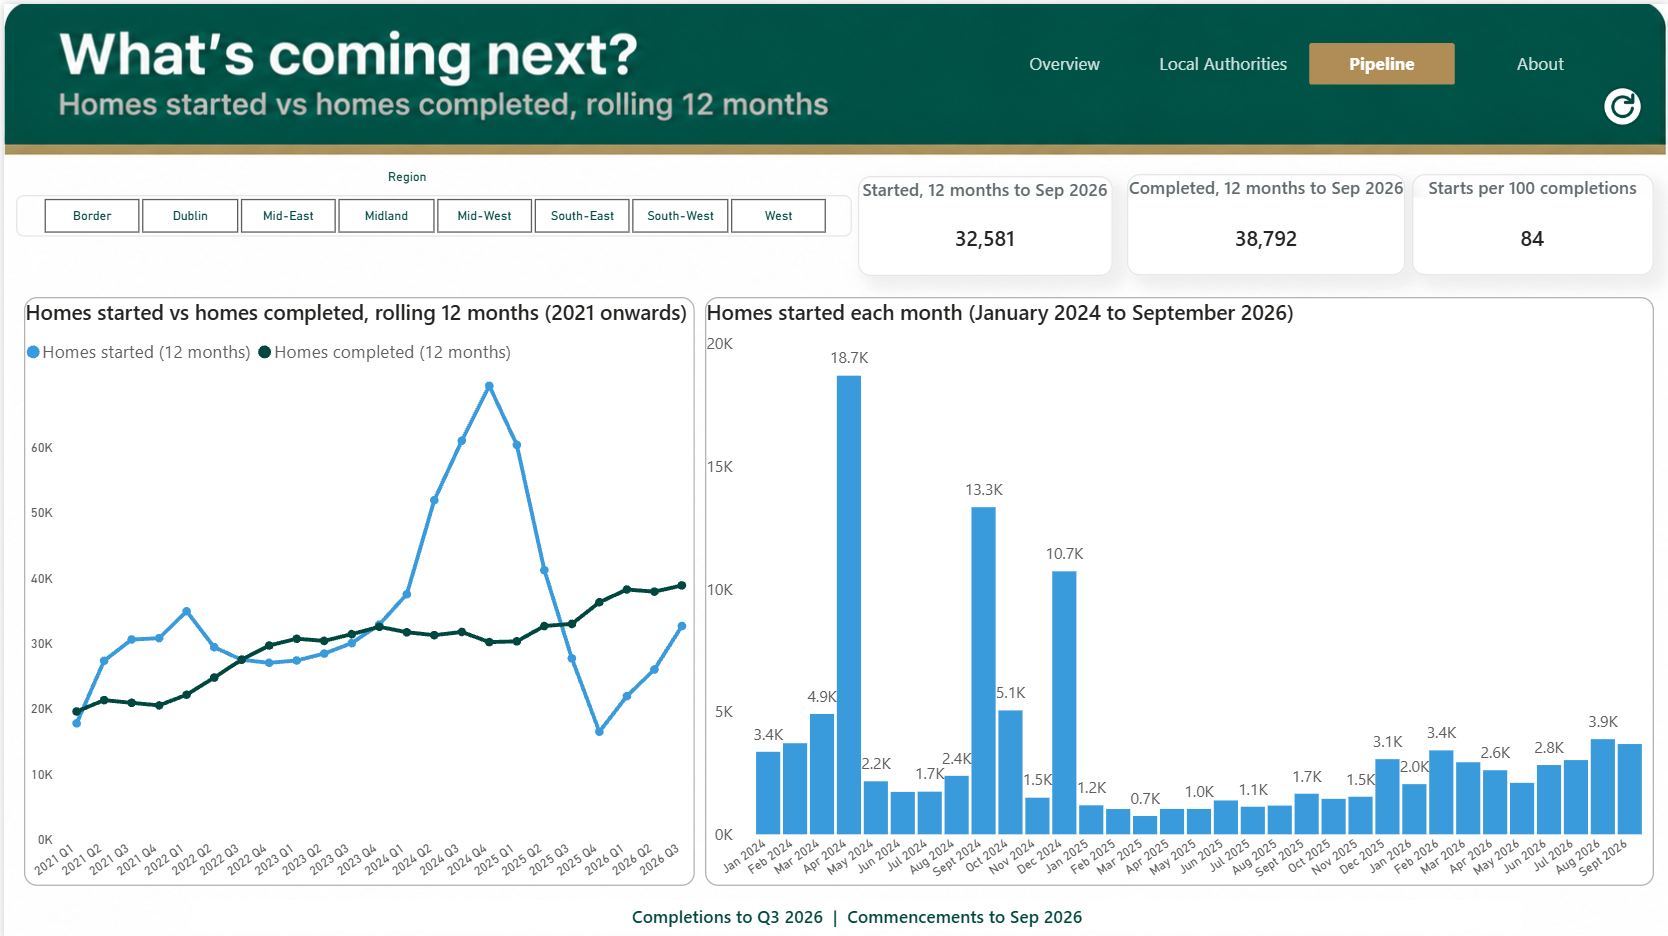 What's coming next?
Homes started vs homes completed, rolling 12 months
Overview
Local Authorities
Pipeline
About
Region
Border
Dublin
Mid-East
Midland
Mid-West
South-East
South-West
West
Started, 12 months to Sep 2026
32,581
Completed, 12 months to Sep 2026
38,792
Starts per 100 completions
84
Homes started vs homes completed, rolling 12 months (2021 onwards)
Homes started (12 months)
Homes completed (12 months)
60K
50K
40K
30K
20K
10K
0K
2021 Q1
2021 Q2
2021 Q3
2021 Q4
2022 Q1
2022 Q2
2022 Q3
2022 Q4
2023 Q1
2023 Q2
2023 Q3
2023 Q4
2024 Q1
2024 Q2
2024 Q3
2024 Q4
2025 Q1
2025 Q2
2025 Q3
2025 Q4
2026 Q1
2026 Q2
2026 Q3
Homes started each month (January 2024 to September 2026)
20K
15K
10K
5K
0K
3.4K
4.9K
18.7K
2.2K
1.7K
2.4K
13.3K
5.1K
1.5K
10.7K
1.2K
0.7K
1.0K
1.1K
1.7K
1.5K
3.1K
2.0K
3.4K
2.6K
2.8K
3.9K
Jan 2024
Feb 2024
Mar 2024
Apr 2024
May 2024
Jun 2024
Jul 2024
Aug 2024
Sept 2024
Oct 2024
Nov 2024
Dec 2024
Jan 2025
Feb 2025
Mar 2025
Apr 2025
May 2025
Jun 2025
Jul 2025
Aug 2025
Sept 2025
Oct 2025
Nov 2025
Dec 2025
Jan 2026
Feb 2026
Mar 2026
Apr 2026
May 2026
Jun 2026
Jul 2026
Aug 2026
Sept 2026
Completions to Q3 2026 | Commencements to Sep 2026